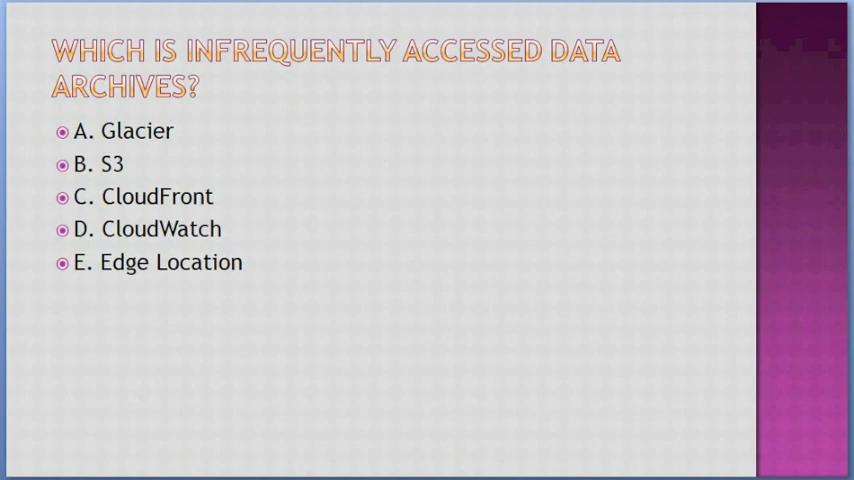 WHICH IS INFREQUENTLY ACCESSED DATA
ARCHIVES?
A. Glacier
B. S3
C. CloudFront
D. CloudWatch
E. Edge Location